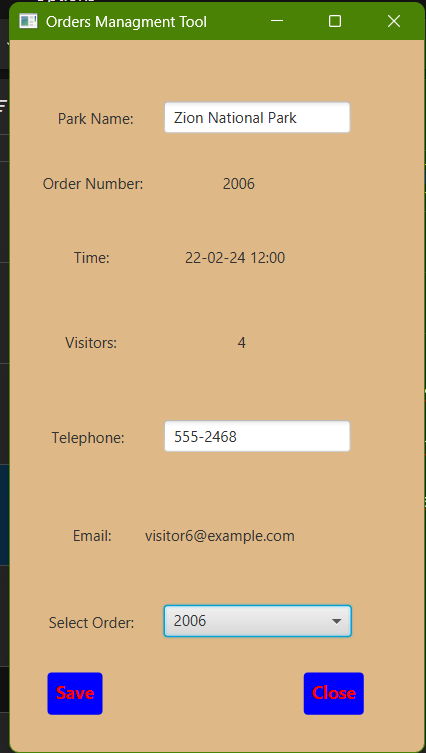 Orders Managment Tool
Park Name: Zion National Park
Order Number: 2006
Time: 22-02-24 12:00
Visitors: 4
Telephone: 555-2468
Email: visitor6@example.com
Select Order: 2006
Save Close